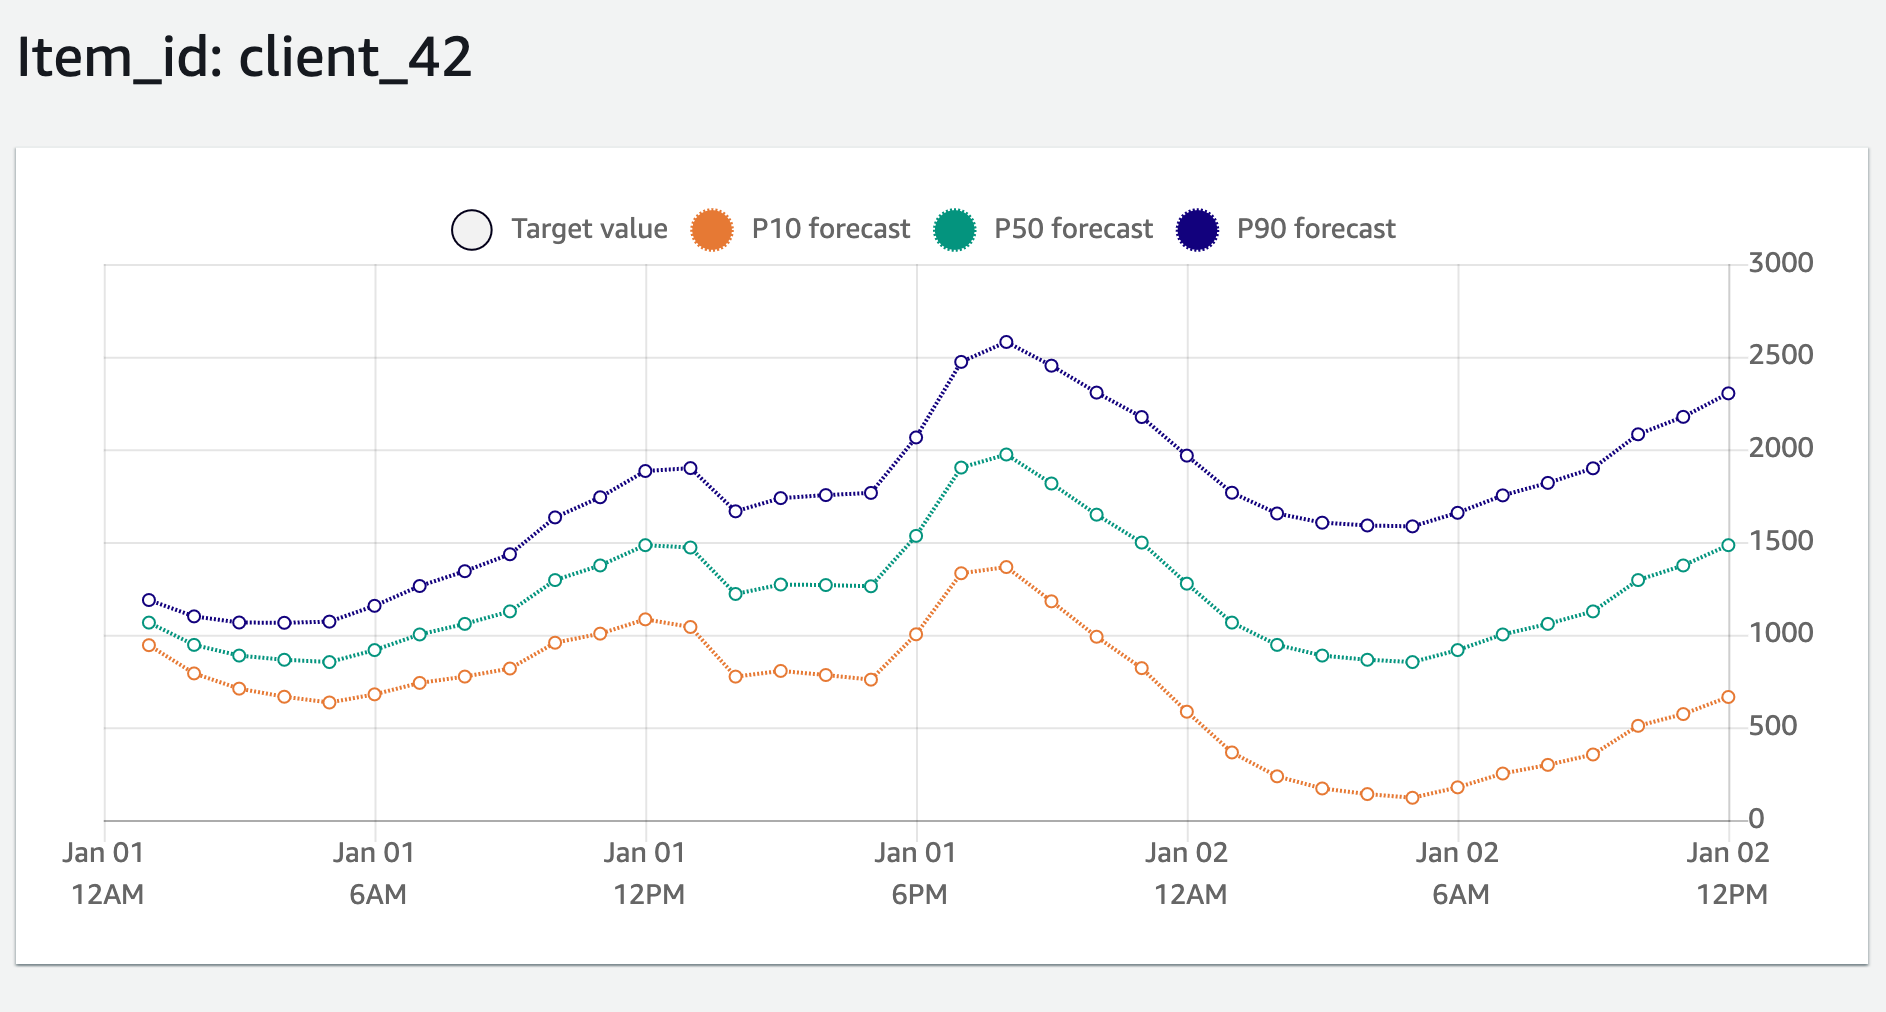 Item_id: client_42
Target value P10 forecast P50 forecast P90 forecast
3000
2500
2000
1500
1000
500
0
Jan 01 Jan 01 Jan 01 Jan 01 Jan 02 Jan 02 Jan 02
12AM 6AM 12PM 6PM 12AM 6AM 12PM